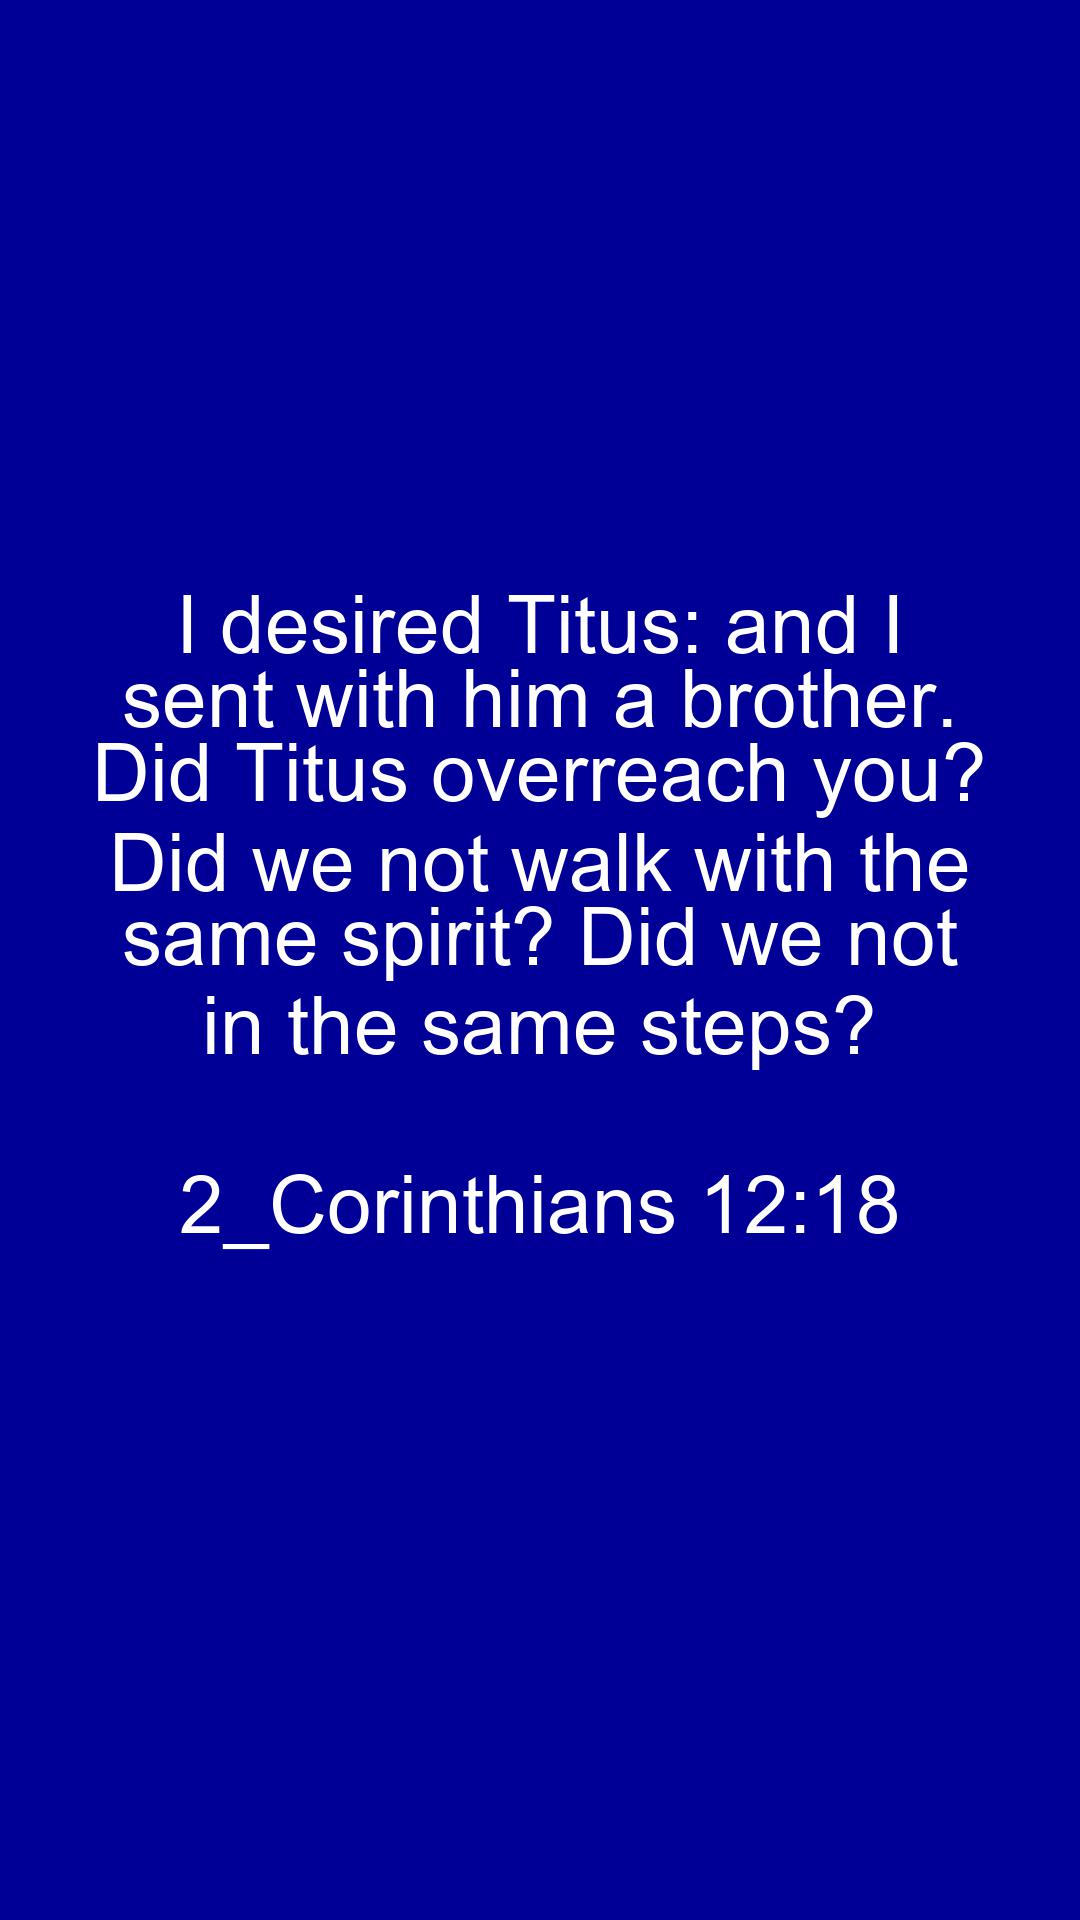 I desired Titus: and I
sent with him a brother.
Did Titus overreach you?
Did we not walk with the
same spirit? Did we not
in the same steps?
2_Corinthians 12:18